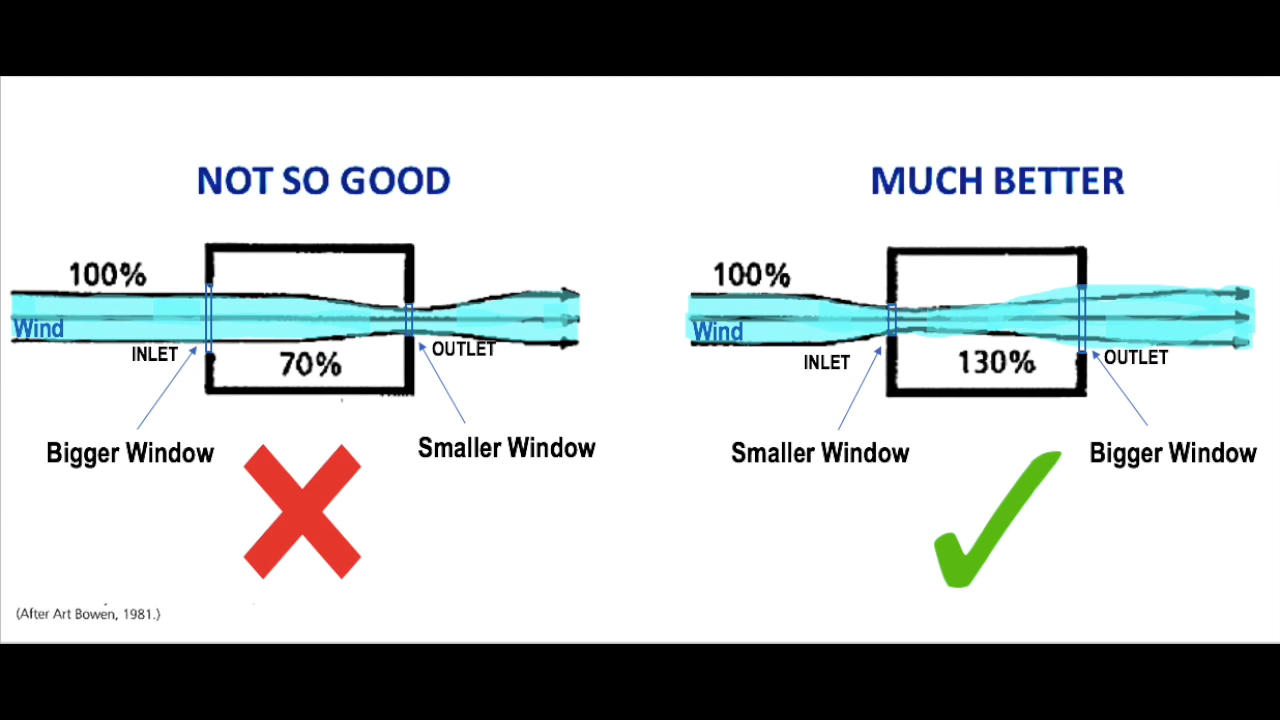 NOT SO GOOD
100%
Wind
INLET
70%
OUTLET
Bigger Window
Smaller Window
MUCH BETTER
100%
Wind
INLET
130%
OUTLET
Smaller Window
Bigger Window
(After Art Bowen, 1981.)